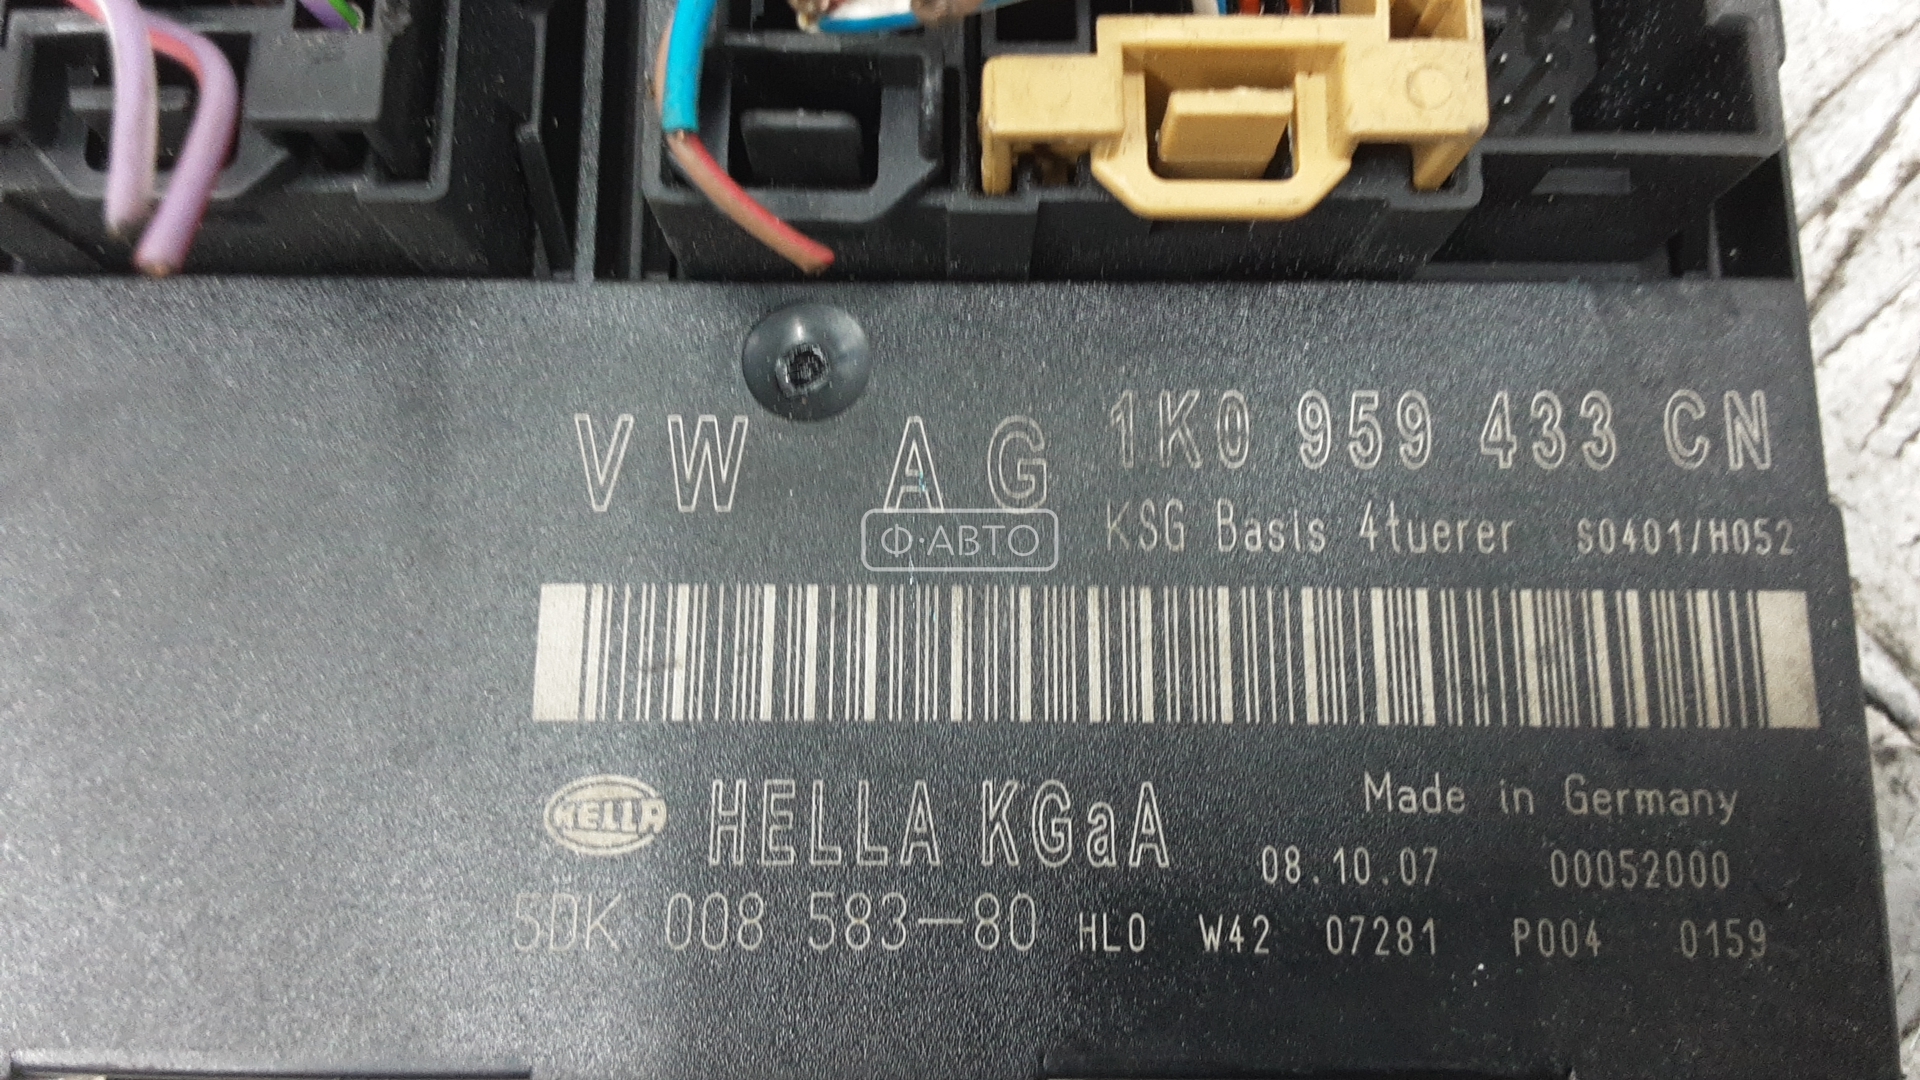 VW AG 1K0 959 433 CN
KSG Basis 4tuerer S0401/H052
Ф·АВТО
HELLA HELLA KGaA Made in Germany
08.10.07 00052000
5DK 008 583-80 HL0 W42 07281 P004 0159